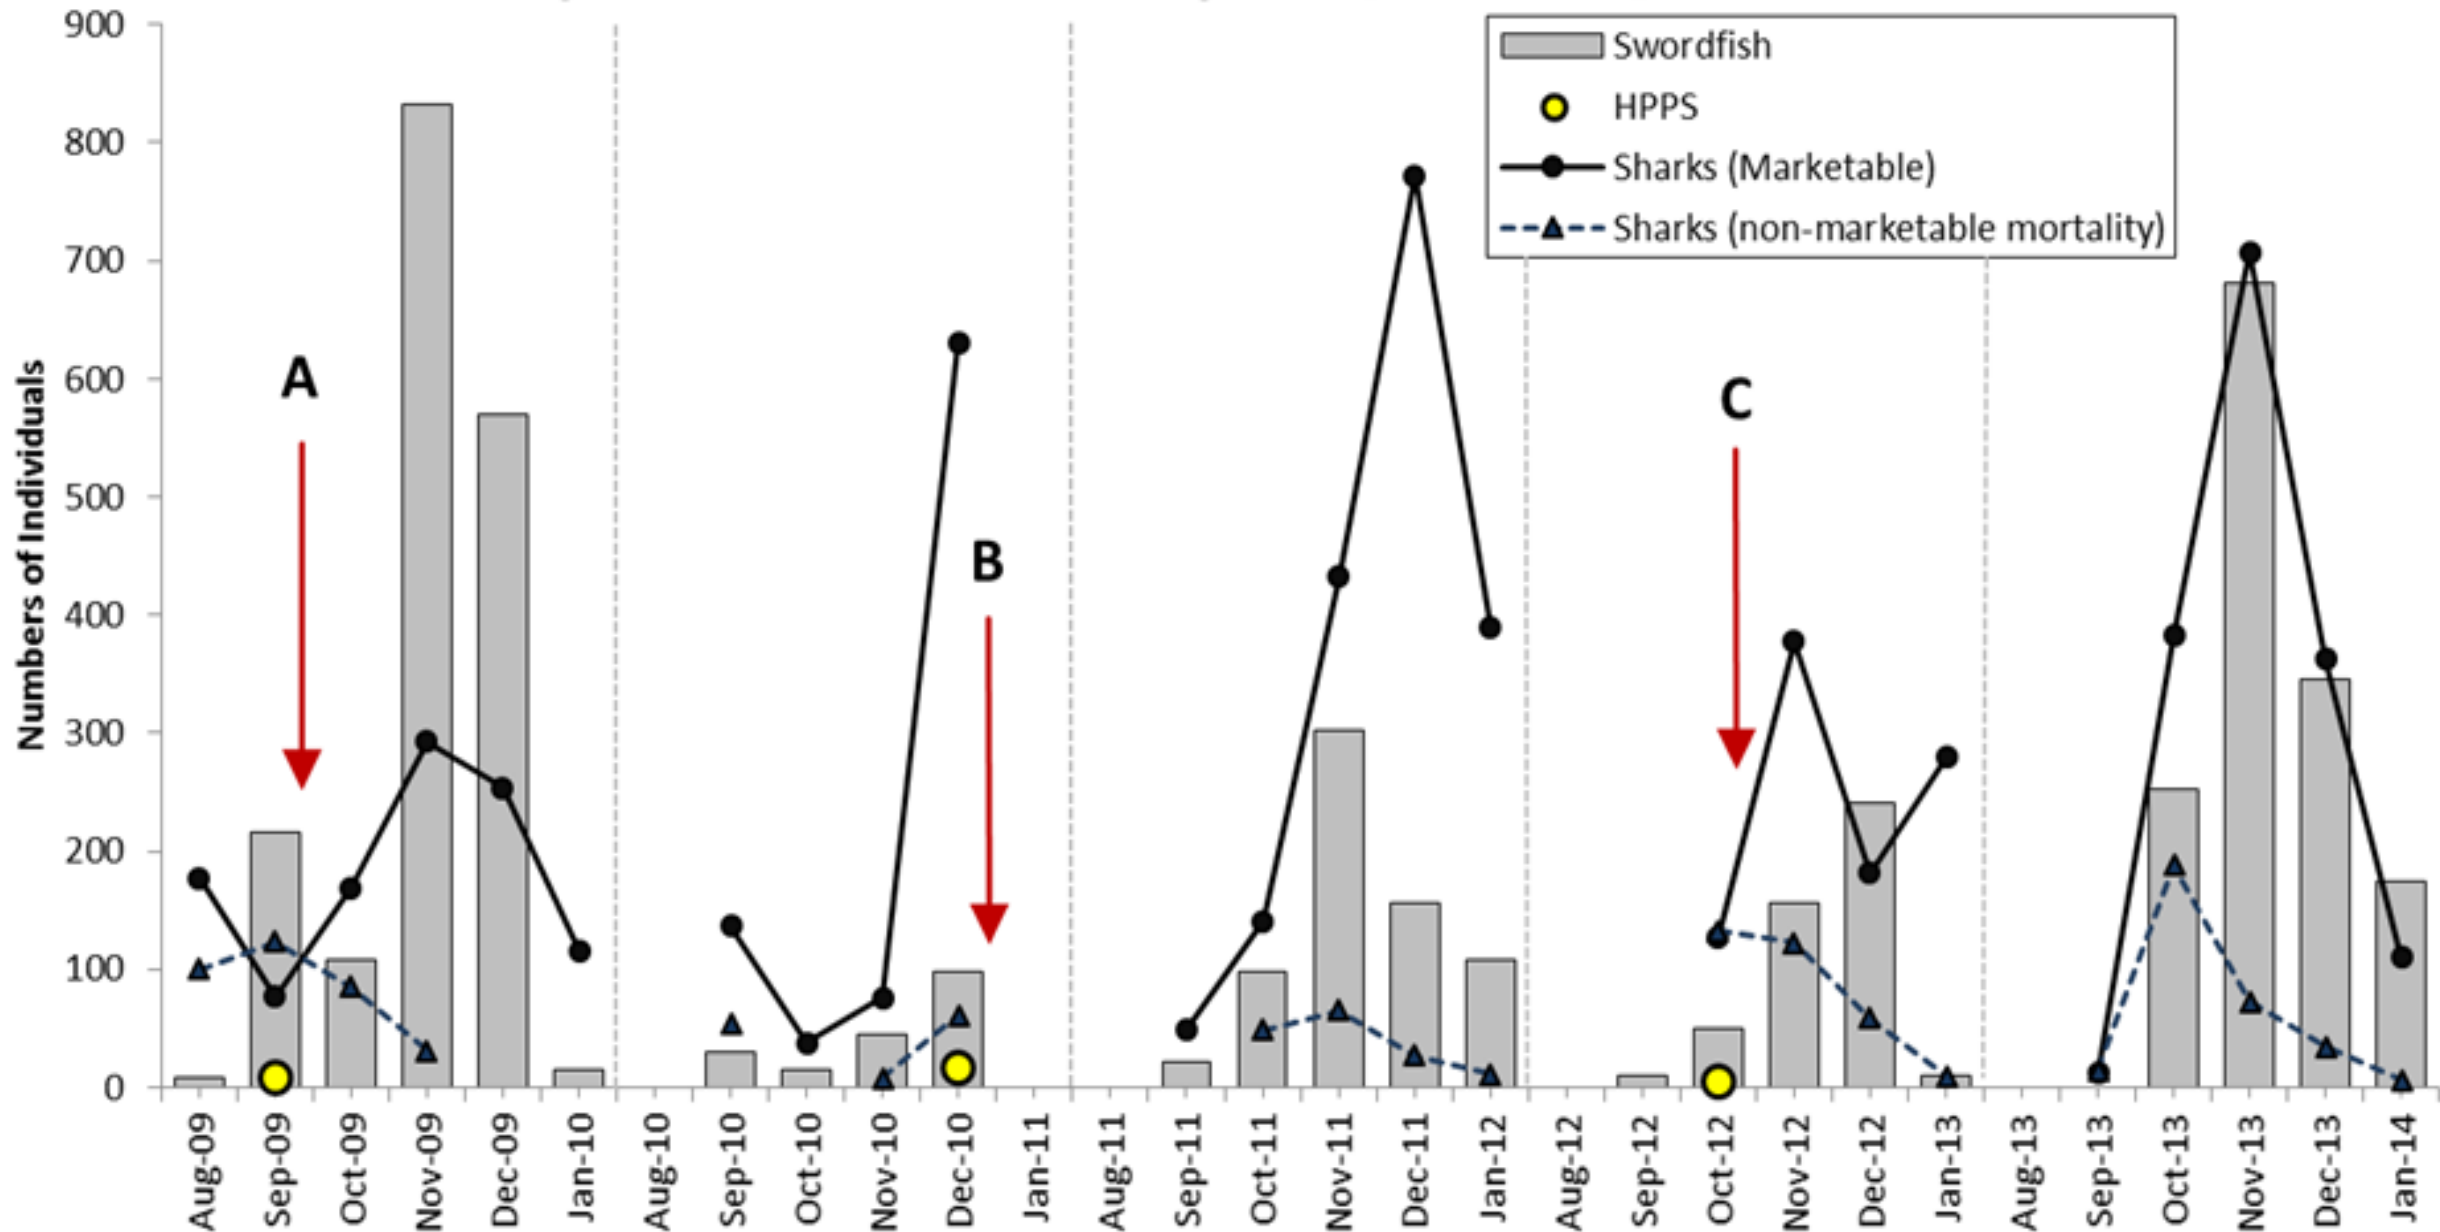 900
800
700
600
500
400
300
200
100
0
Numbers of Individuals
Swordfish
HPPS
Sharks (Marketable)
Sharks (non-marketable mortality)
A
B
C
Aug-09
Sep-09
Oct-09
Nov-09
Dec-09
Jan-10
Aug-10
Sep-10
Oct-10
Nov-10
Dec-10
Jan-11
Aug-11
Sep-11
Oct-11
Nov-11
Dec-11
Jan-12
Aug-12
Sep-12
Oct-12
Nov-12
Dec-12
Jan-13
Aug-13
Sep-13
Oct-13
Nov-13
Dec-13
Jan-14